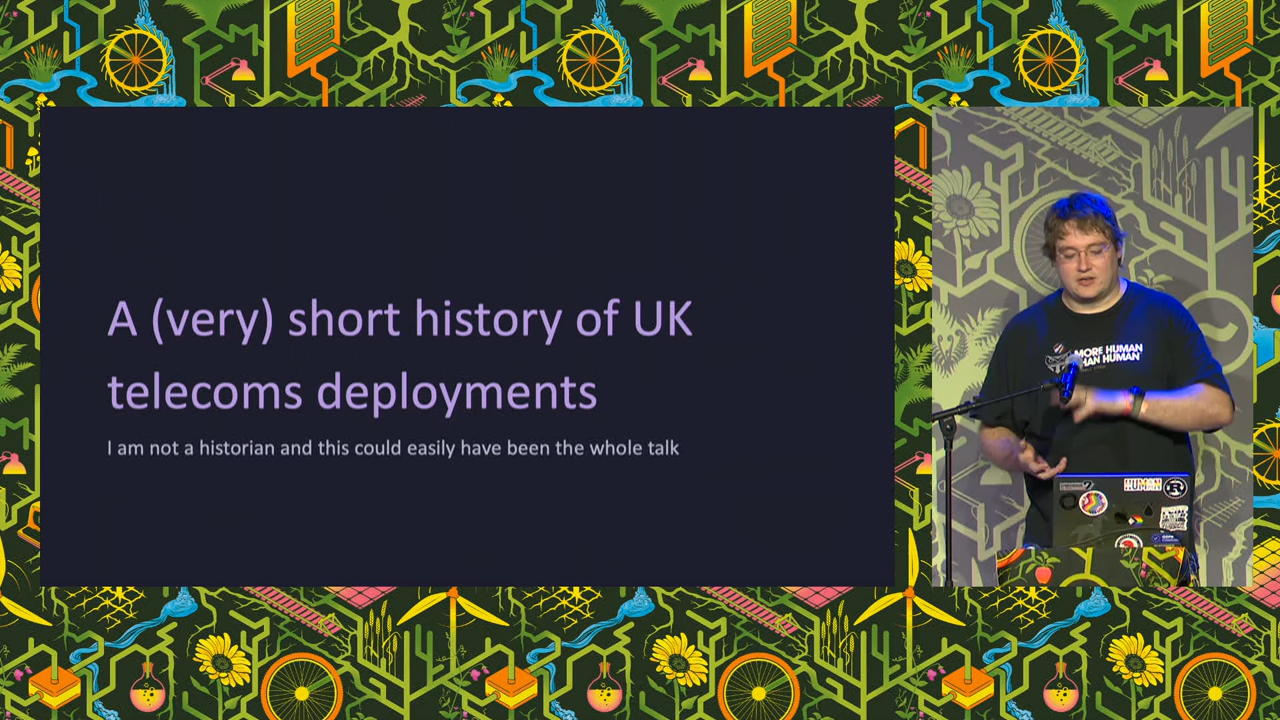 A (very) short history of UK
telecoms deployments
I am not a historian and this could easily have been the whole talk
MORE HUMAN
THAN HUMAN
HUMAN